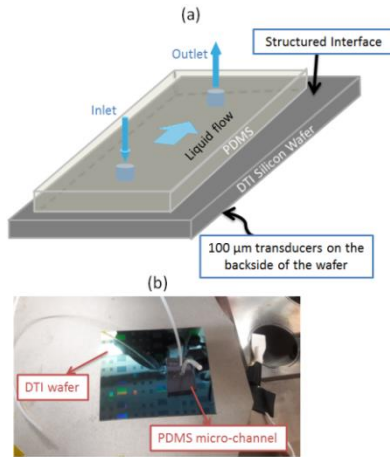 (a)
Outlet
Structured Interface
Inlet
Liquid flow
PDMS
DTI Silicon Wafer
100 µm transducers on the
backside of the wafer
(b)
DTI wafer
PDMS micro-channel